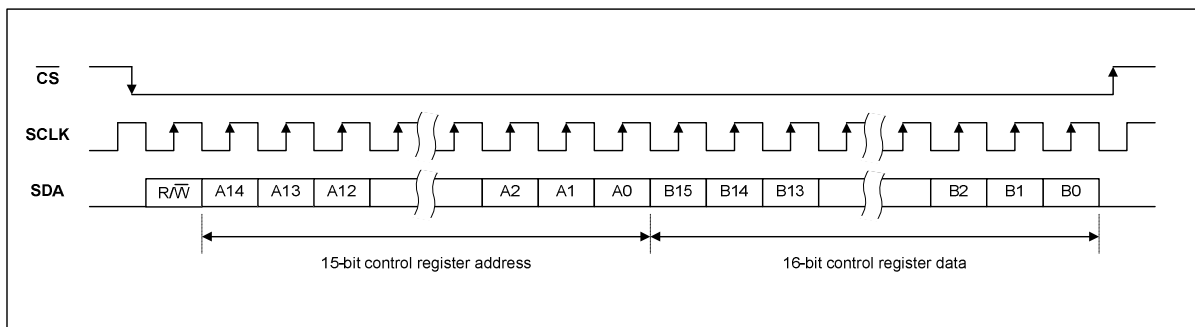 CS
SCLK
SDA R/W A14 A13 A12 A2 A1 A0 B15 B14 B13 B2 B1 B0
15-bit control register address 16-bit control register data